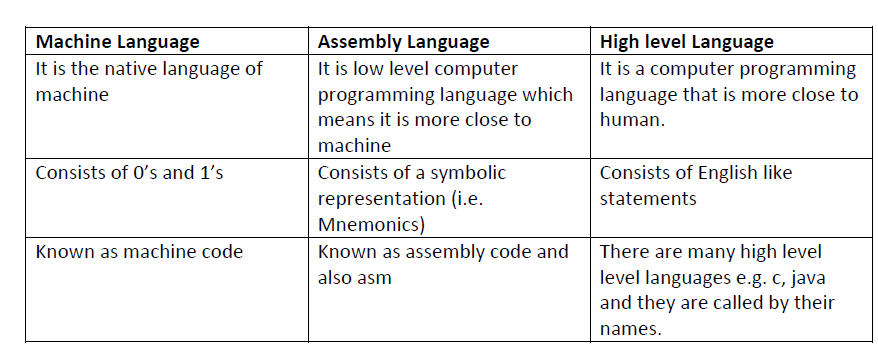 Machine Language
Assembly Language
High level Language
It is the native language of
machine
It is low level computer
programming language which
means it is more close to
machine
It is a computer programming
language that is more close to
human.
Consists of 0’s and 1’s
Consists of a symbolic
representation (i.e.
Mnemonics)
Consists of English like
statements
Known as machine code
Known as assembly code and
also asm
There are many high level
level languages e.g. c, java
and they are called by their
names.